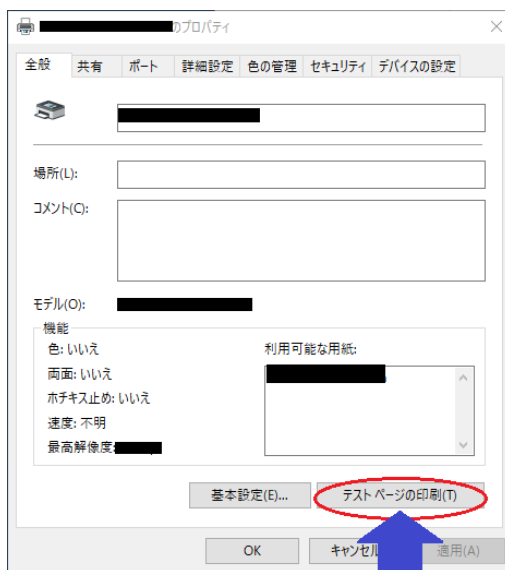 のプロパティ
全般 共有 ポート 詳細設定 色の管理 セキュリティ デバイスの設定
場所(L):
コメント(C):
モデル(O):
機能
色: いいえ
利用可能な用紙:
両面: いいえ
ホチキス止め: いいえ
速度: 不明
最高解像度:
基本設定(E)... テスト ページの印刷(T)
OK キャンセル 適用(A)